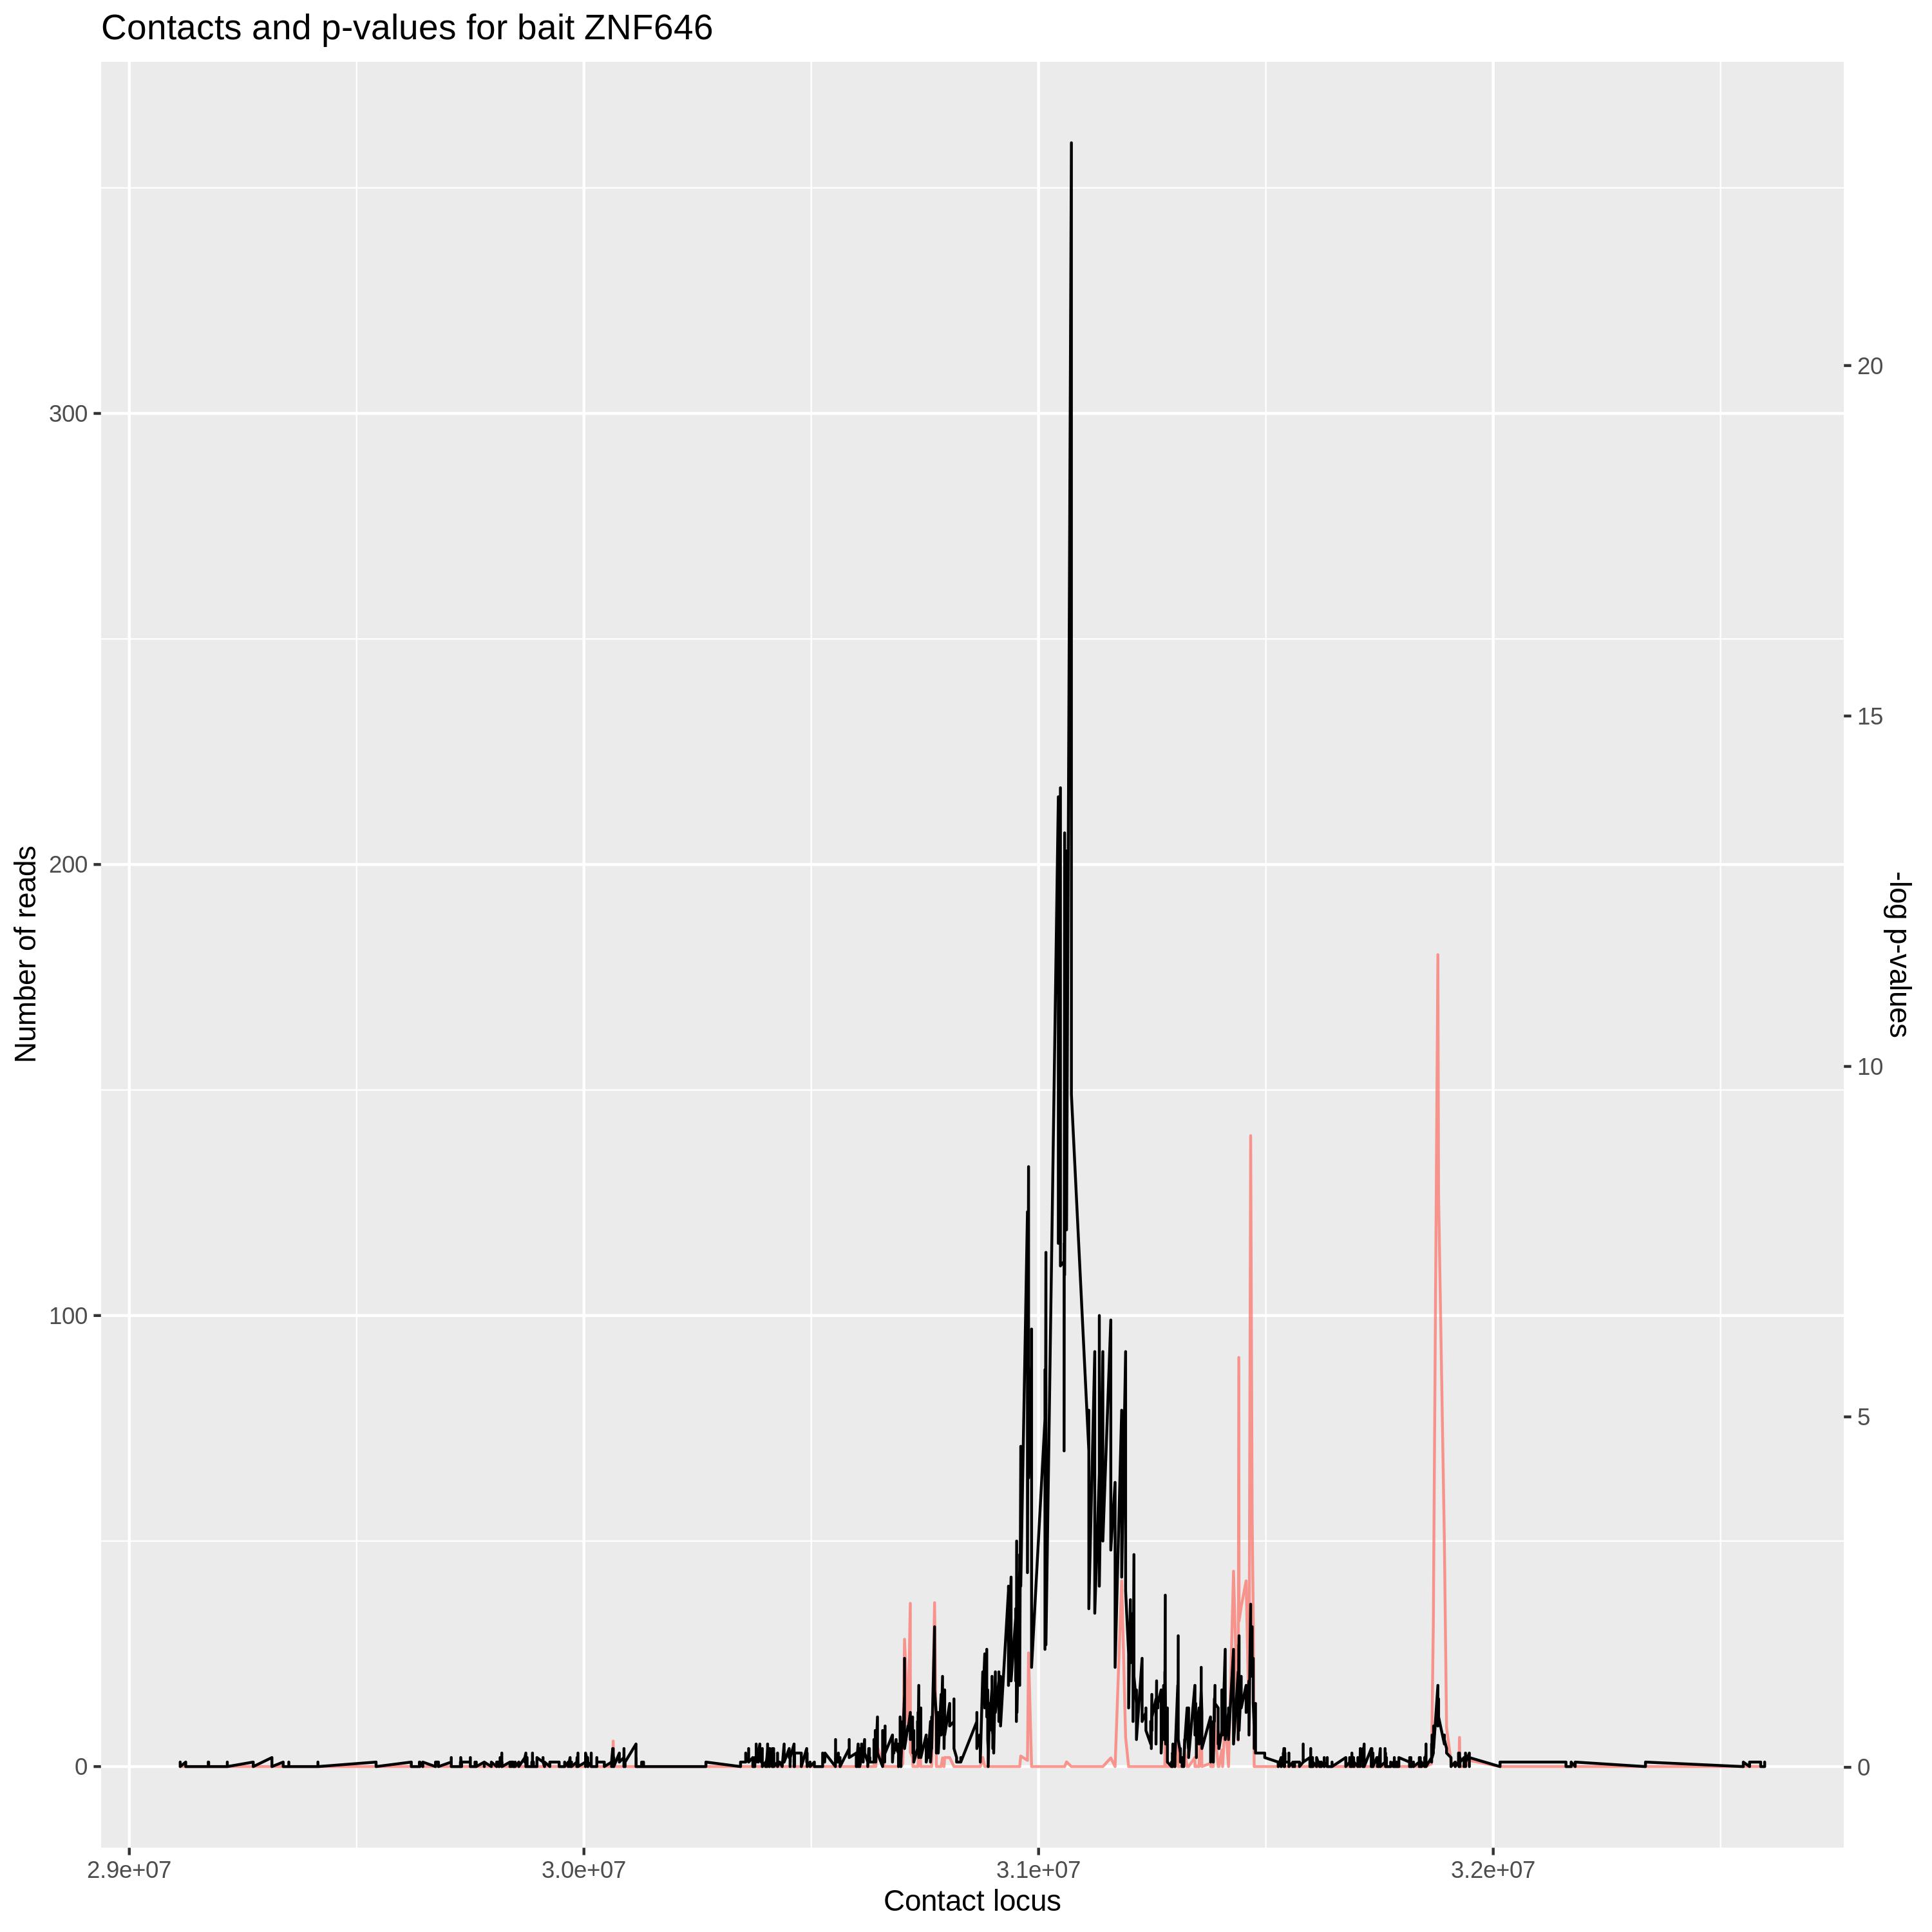 Contacts and p-values for bait ZNF646
Number of reads
300
200
100
0
20
15
10
5
0
-log p-values
2.9e+07
3.0e+07
3.1e+07
3.2e+07
Contact locus